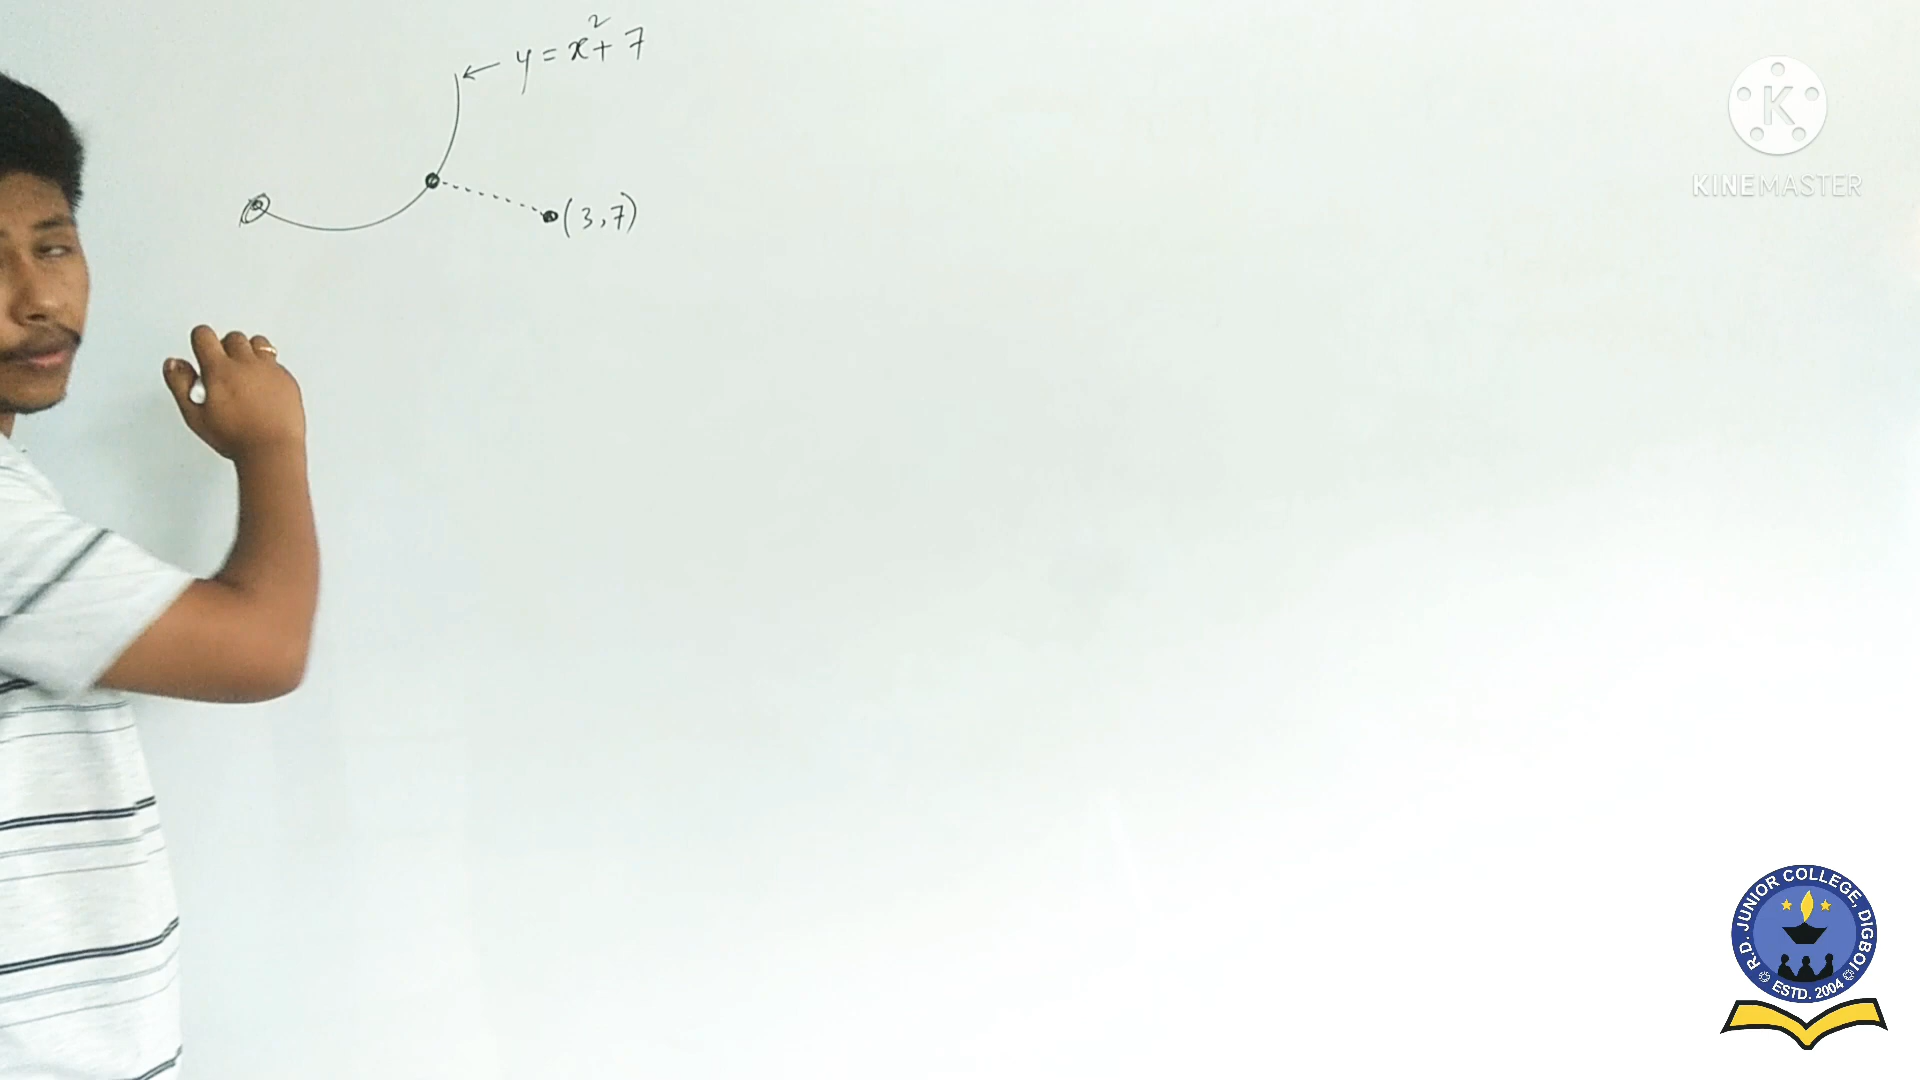 y = x² + 7
(3, 7)
KINEMASTER
R.D. JUNIOR COLLEGE, DIGBOI
ESTD. 2004